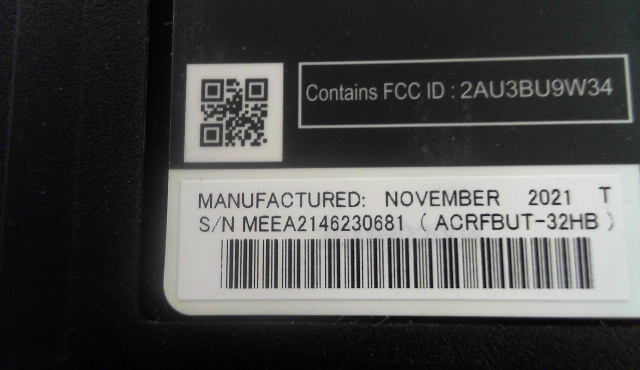 Contains FCC ID : 2AU3BU9W34
MANUFACTURED: NOVEMBER 2021 T
S/N MEEA2146230681 ( ACRFBUT-32HB )